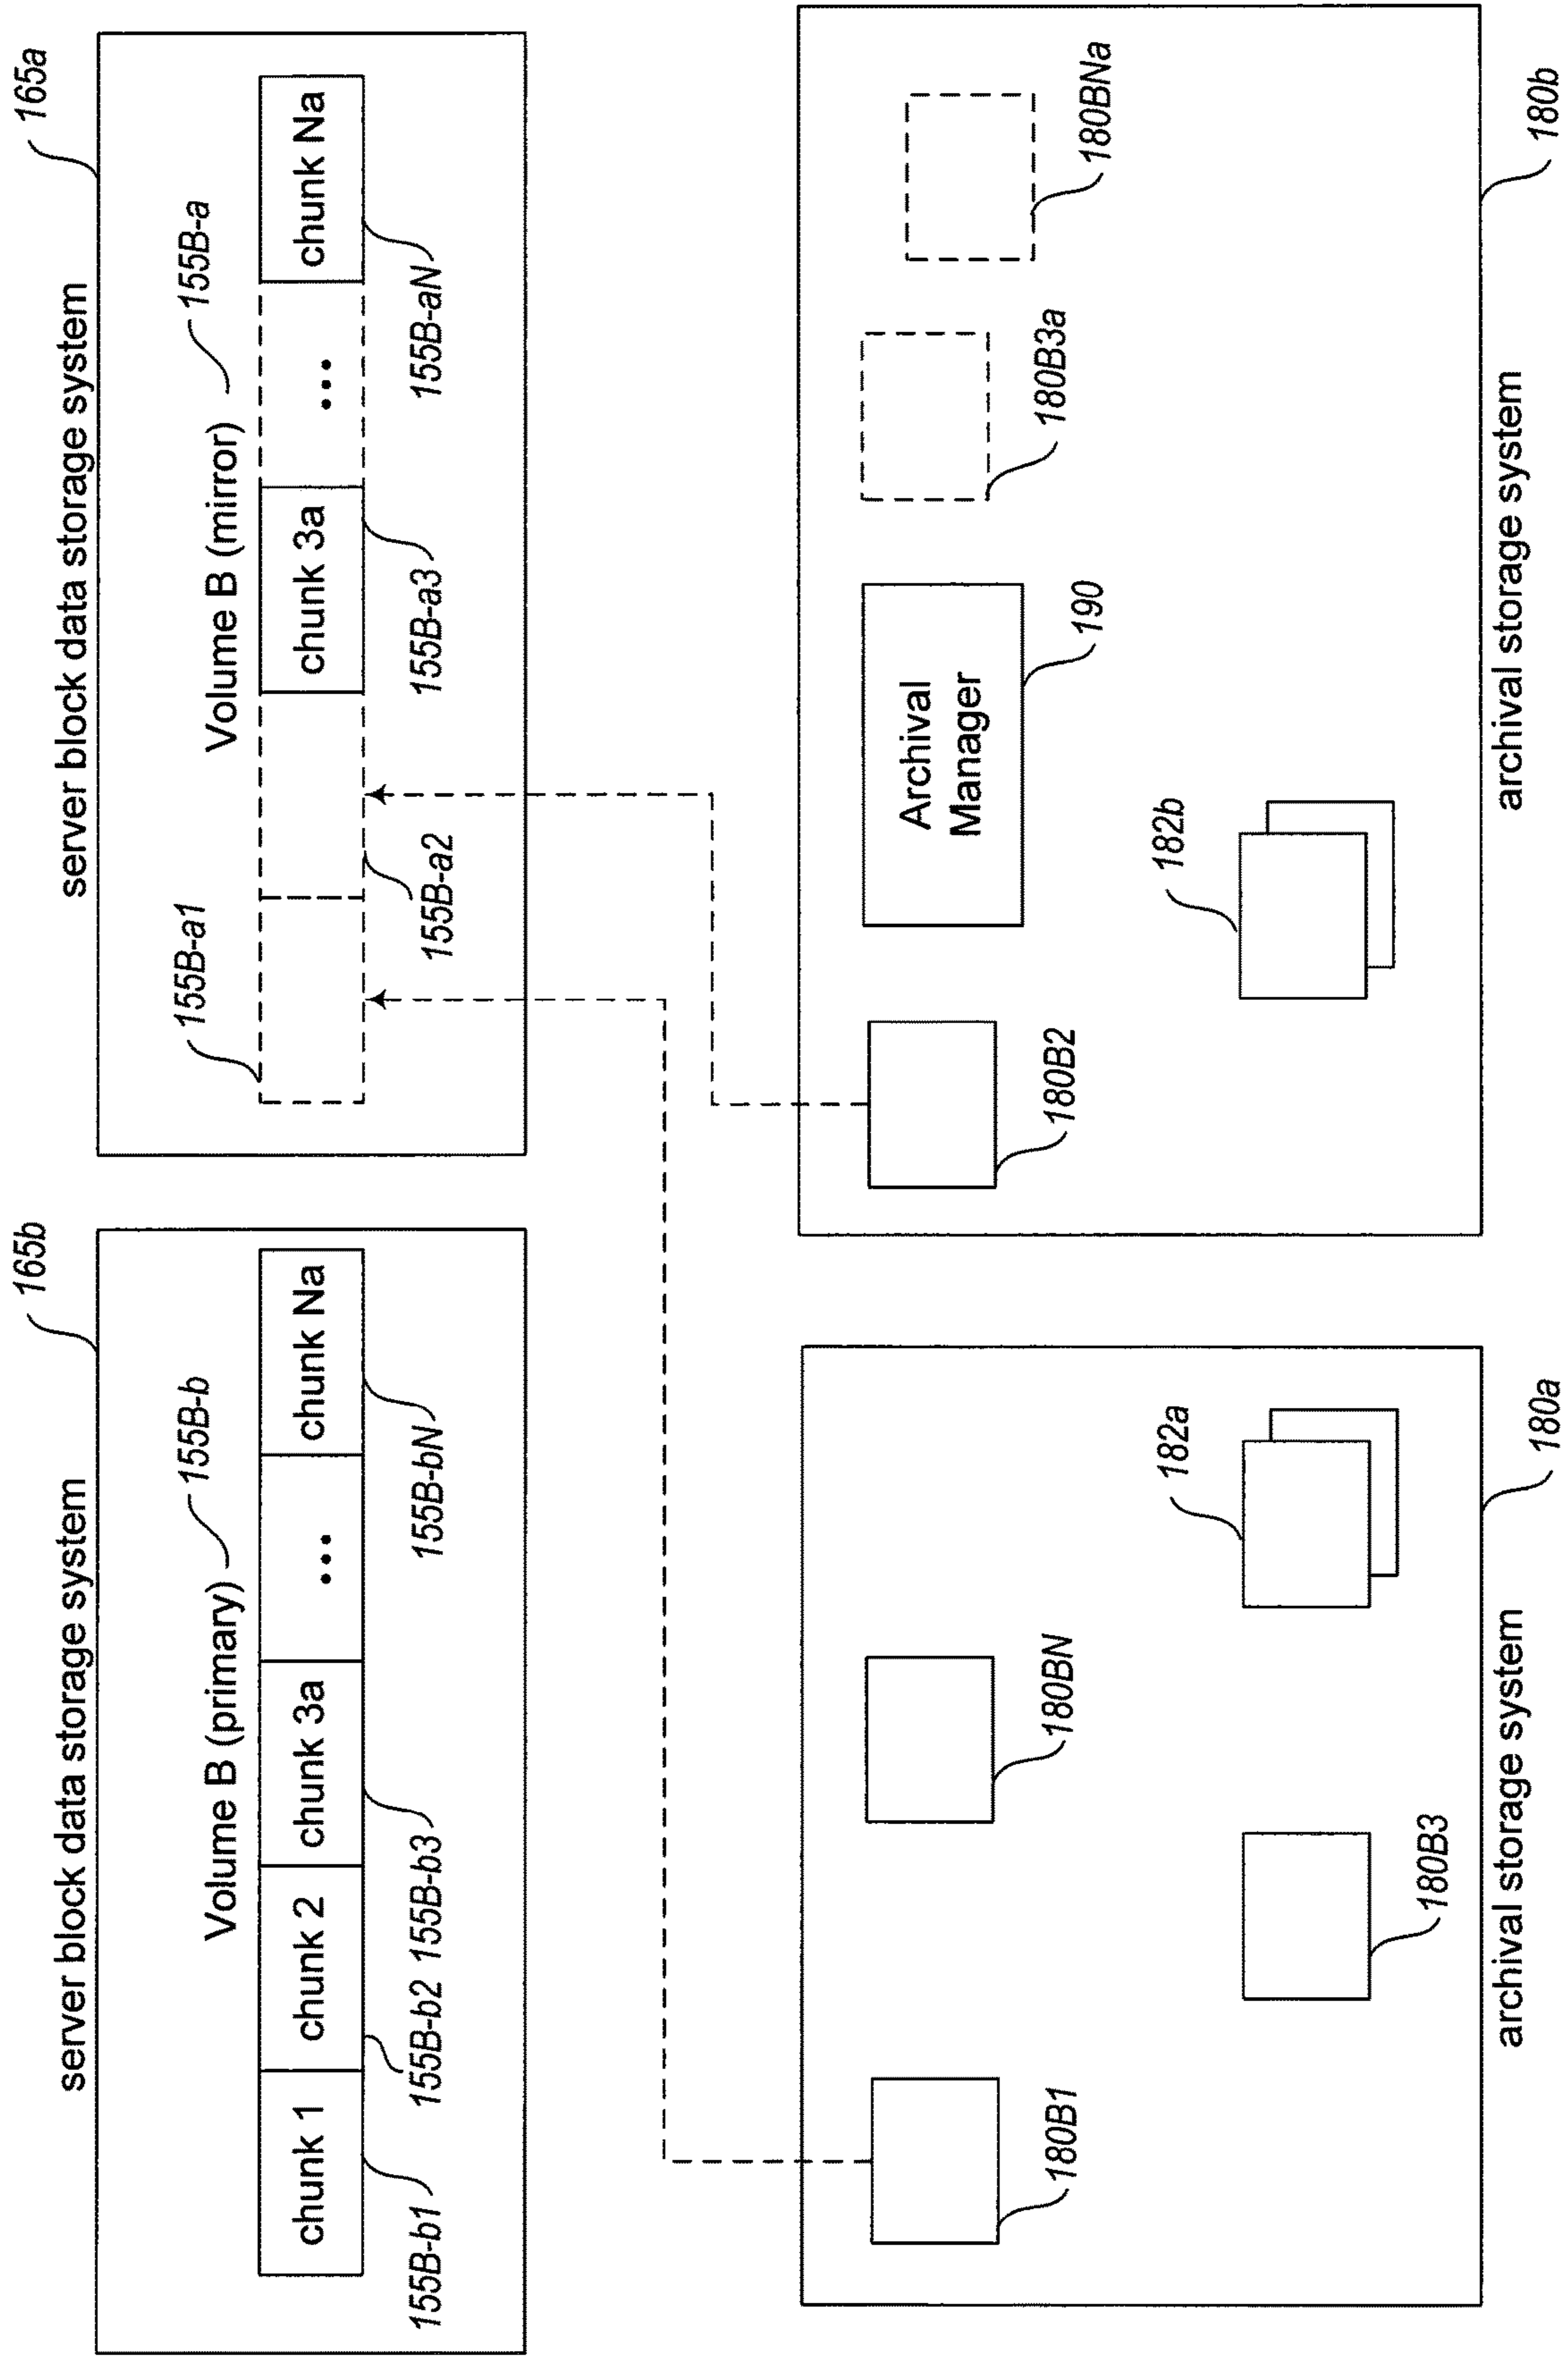 server block data storage system
165b
Volume B (primary)
155B-b
chunk 1
chunk 2
chunk 3a
...
chunk Na
155B-b1
155B-b2
155B-b3
155B-bN
server block data storage system
165a
155B-a1
Volume B (mirror)
155B-a
chunk 3a
...
chunk Na
155B-a2
155B-a3
155B-aN
180B1
180BN
182a
180B3
180a
archival storage system
180B2
Archival
Manager
190
180B3a
180BNa
182b
180b
archival storage system